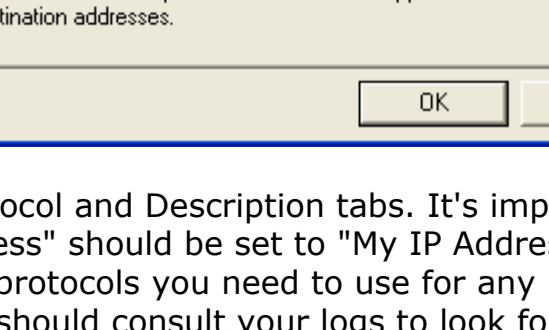 tination addresses.
OK
ocol and Description tabs. It's imp
ess" should be set to "My IP Addre
protocols you need to use for any
should consult your logs to look fo